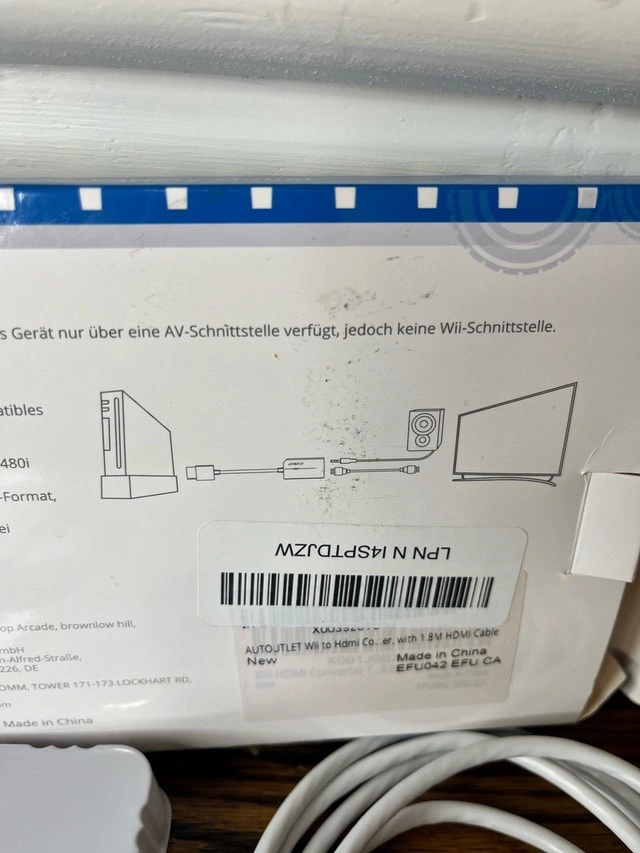 s Gerät nur über eine AV-Schnittstelle verfügt, jedoch keine Wii-Schnittstelle.
atibles
480i
-Format,
ei
LPN N I4SPTDJZW
AUTOUTLET Wii to Hdmi Co...er, with 1.8M HDMI Cable
New
Made in China
EFU042 EFU CA
op Arcade, brownlow hill,
mbH
n-Alfred-Straße,
226, DE
OMM, TOWER 171-173 LOCKHART RD,
om
Made in China